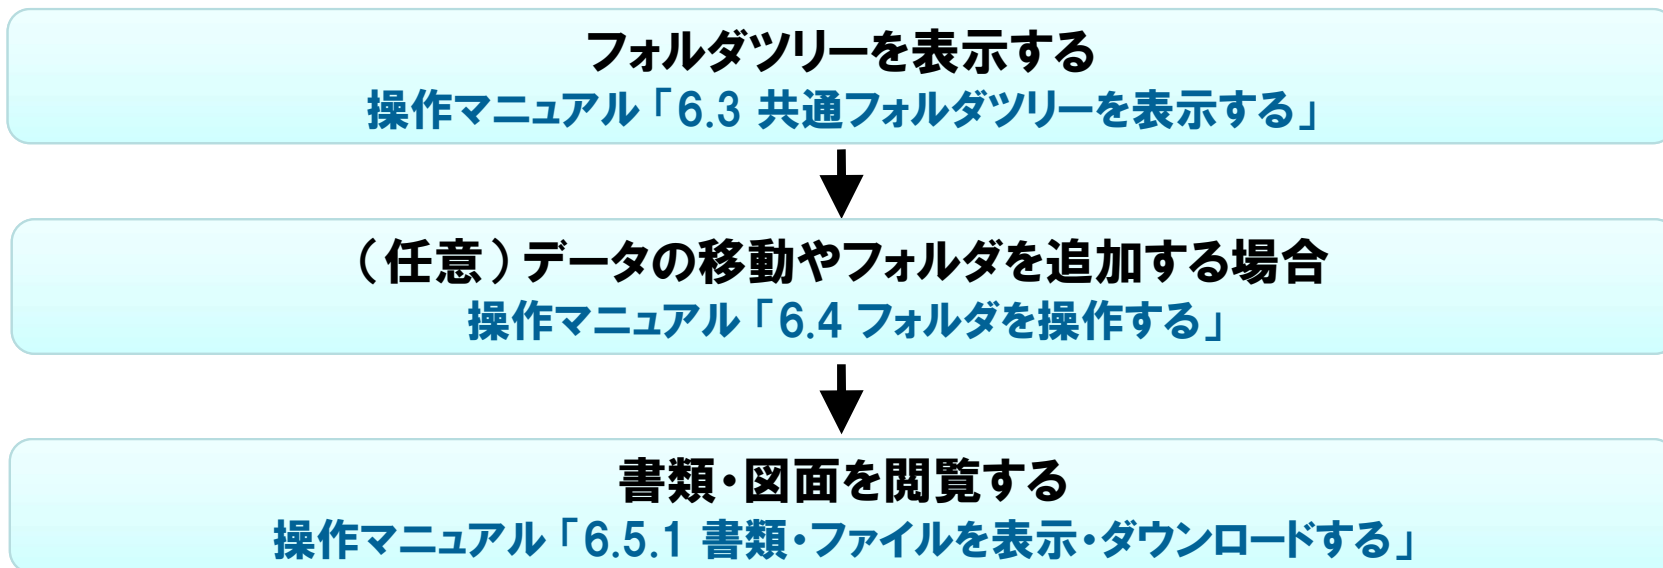 フォルダツリーを表示する
操作マニュアル「6.3 共通フォルダツリーを表示する」
（任意）データの移動やフォルダを追加する場合
操作マニュアル「6.4 フォルダを操作する」
書類・図面を閲覧する
操作マニュアル「6.5.1 書類・ファイルを表示・ダウンロードする」